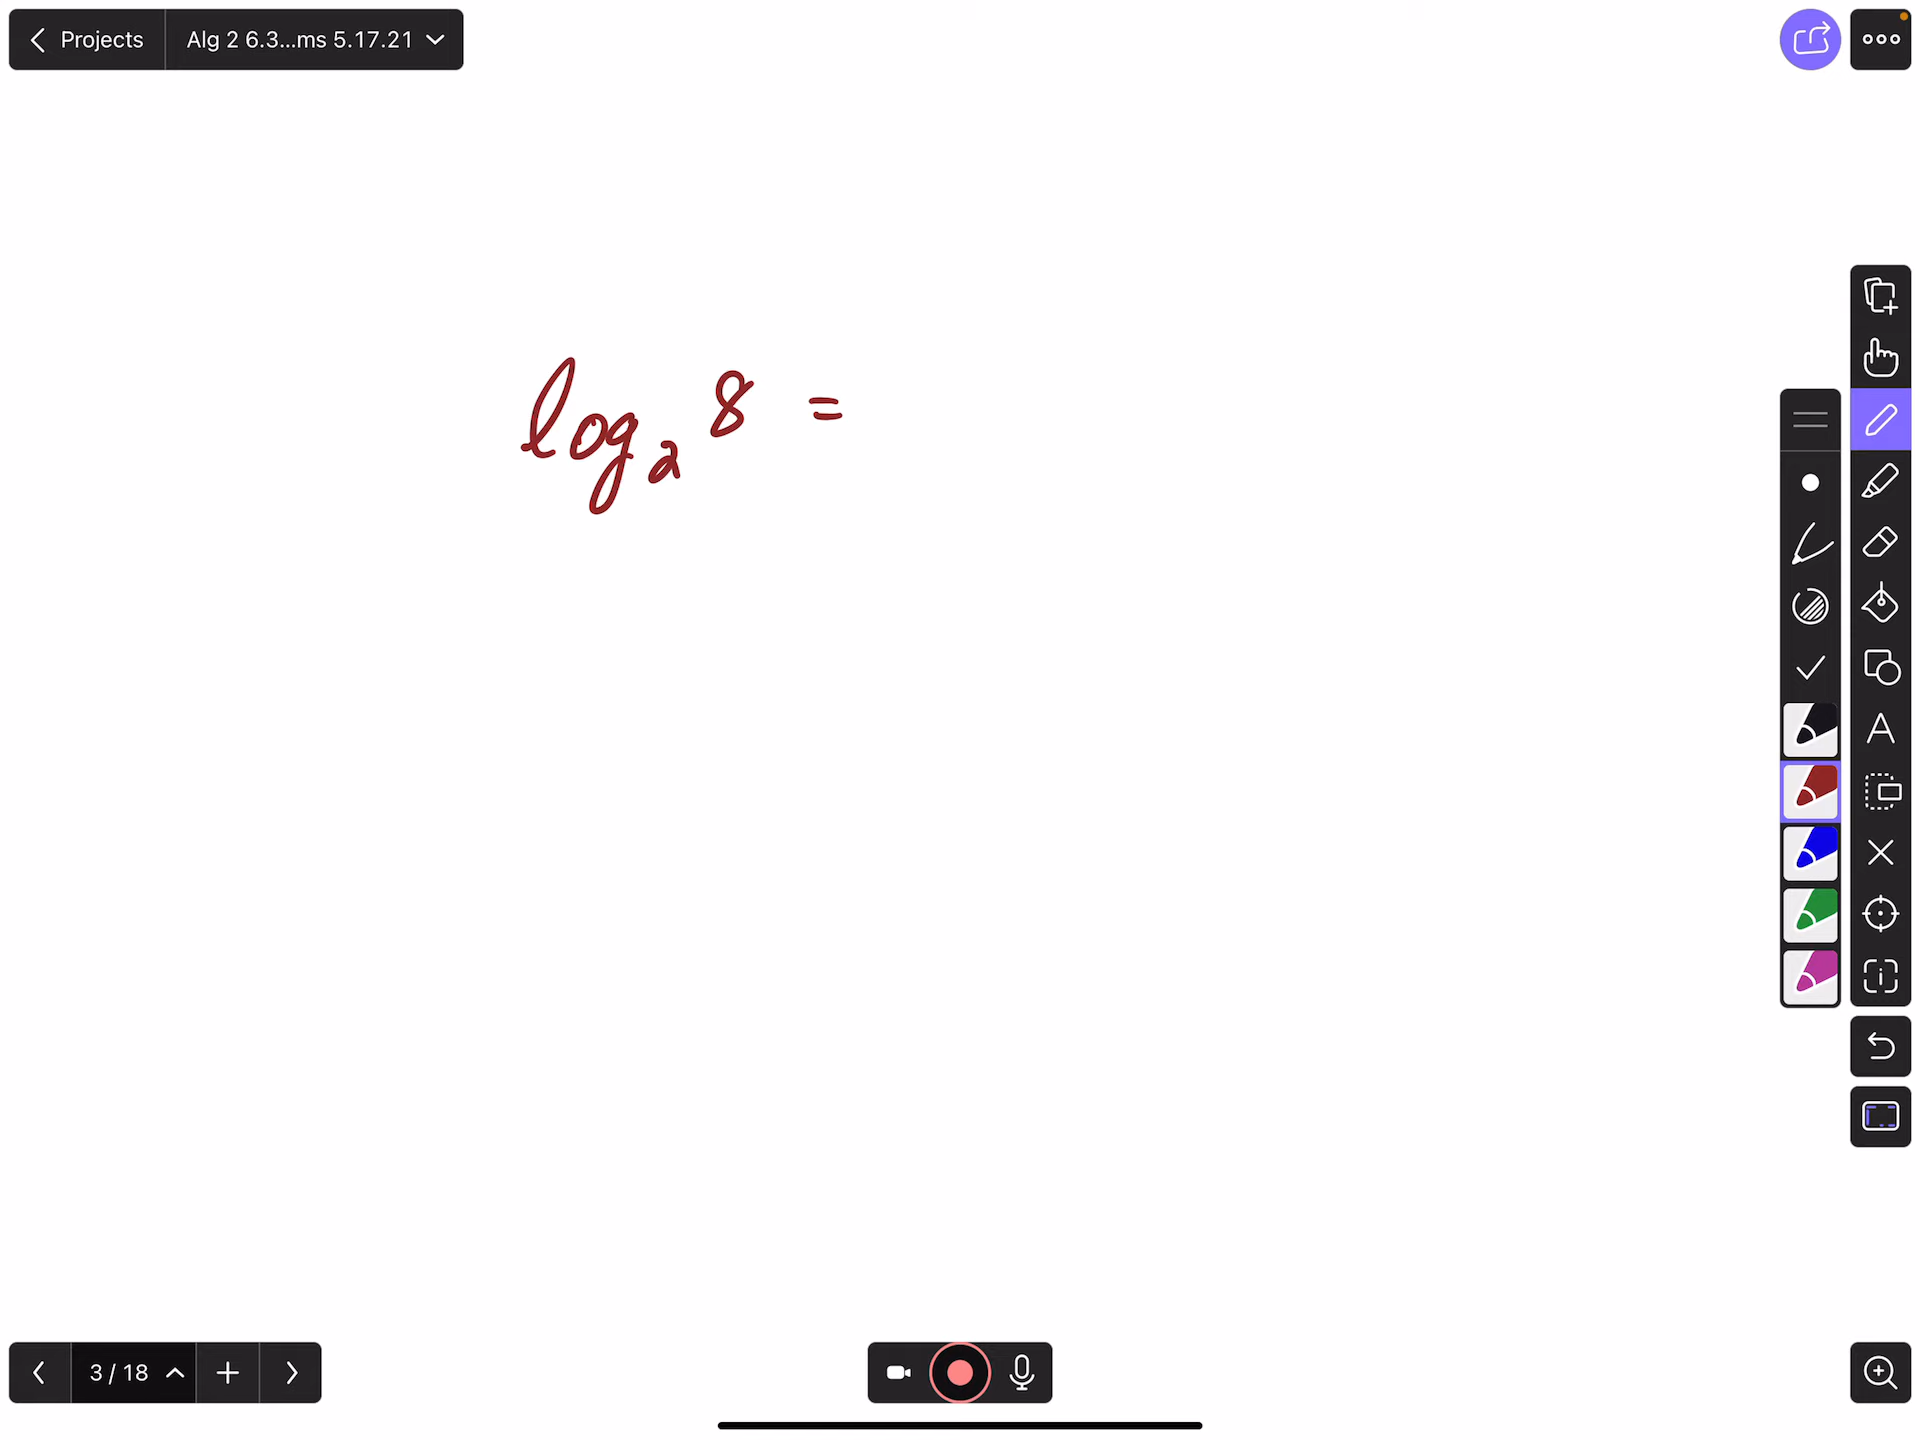 Projects Alg 2 6.3...ms 5.17.21
log₂ 8 =
A
3 / 18